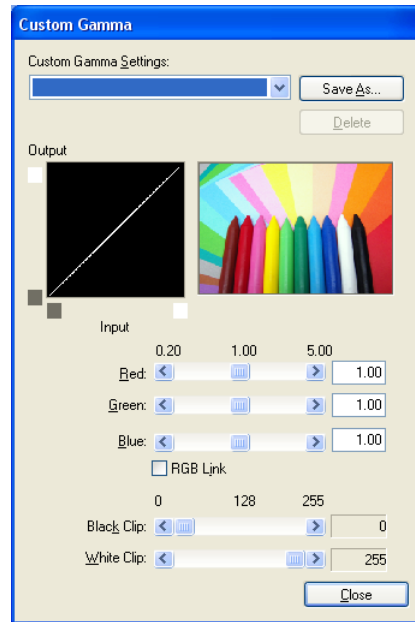 Custom Gamma
Custom Gamma Settings:
Save As...
Delete
Output
Input
0.20 1.00 5.00
Red: 1.00
Green: 1.00
Blue: 1.00
RGB Link
0 128 255
Black Clip: 0
White Clip: 255
Close